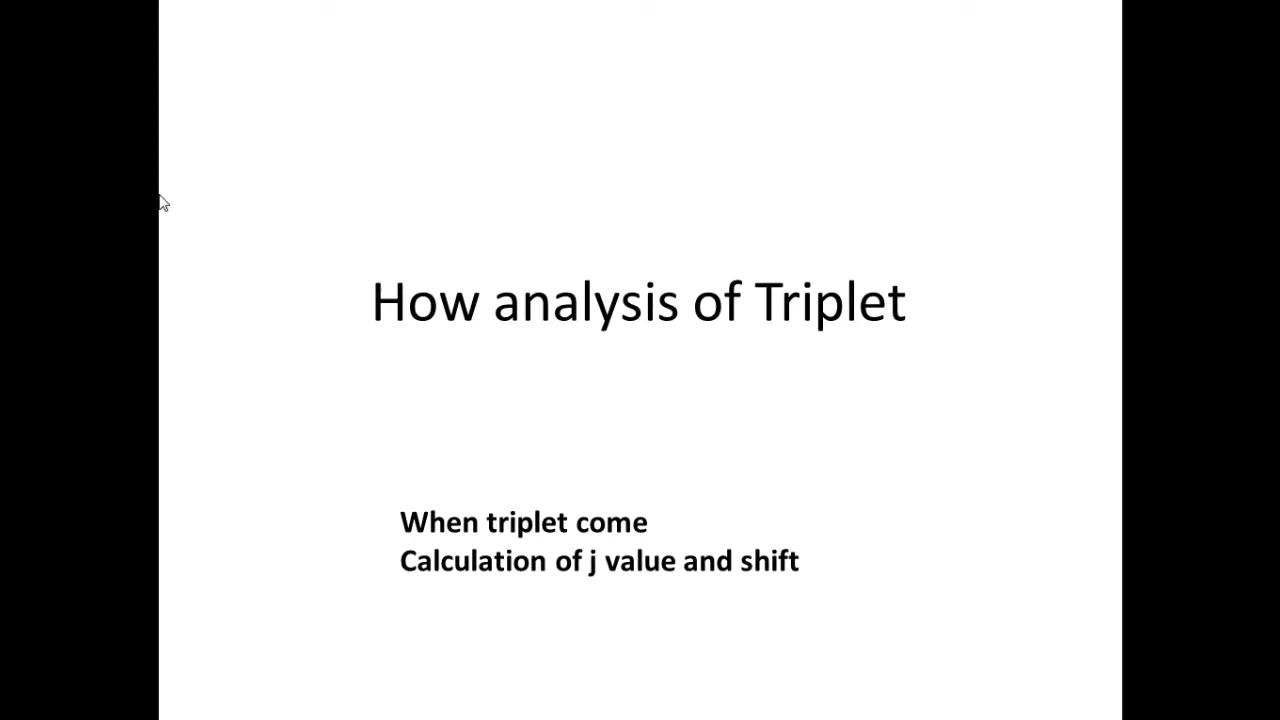 How analysis of Triplet
When triplet come
Calculation of j value and shift